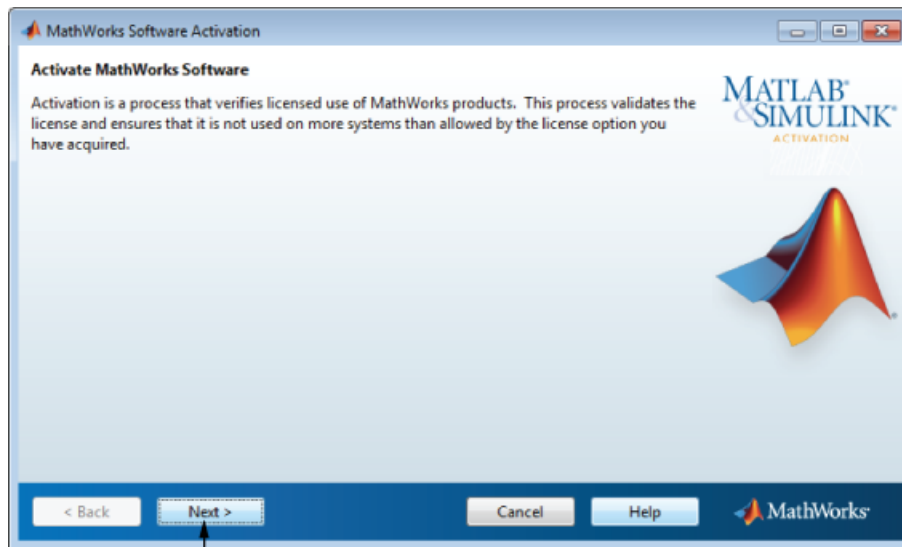 MathWorks Software Activation
Activate MathWorks Software
Activation is a process that verifies licensed use of MathWorks products. This process validates the
license and ensures that it is not used on more systems than allowed by the license option you
have acquired.
MATLAB®
&SIMULINK®
ACTIVATION
< Back
Next >
Cancel
Help
MathWorks®